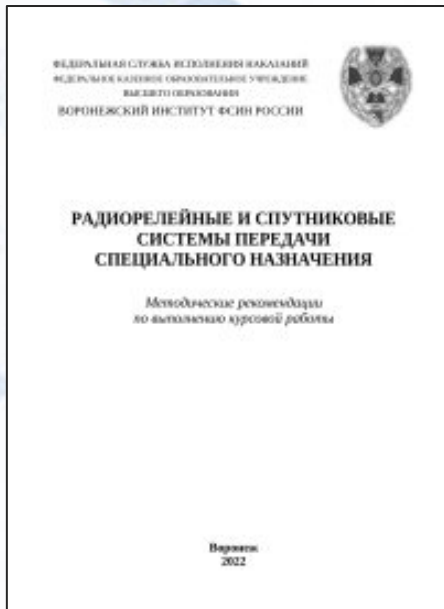 ФЕДЕРАЛЬНАЯ СЛУЖБА ИСПОЛНЕНИЯ НАКАЗАНИЙ
ФЕДЕРАЛЬНОЕ КАЗЕННОЕ ОБРАЗОВАТЕЛЬНОЕ УЧРЕЖДЕНИЕ
ВЫСШЕГО ОБРАЗОВАНИЯ
ВОРОНЕЖСКИЙ ИНСТИТУТ ФСИН РОССИИ
РАДИОРЕЛЕЙНЫЕ И СПУТНИКОВЫЕ
СИСТЕМЫ ПЕРЕДАЧИ
СПЕЦИАЛЬНОГО НАЗНАЧЕНИЯ
Методические рекомендации
по выполнению курсовой работы
Воронеж
2022